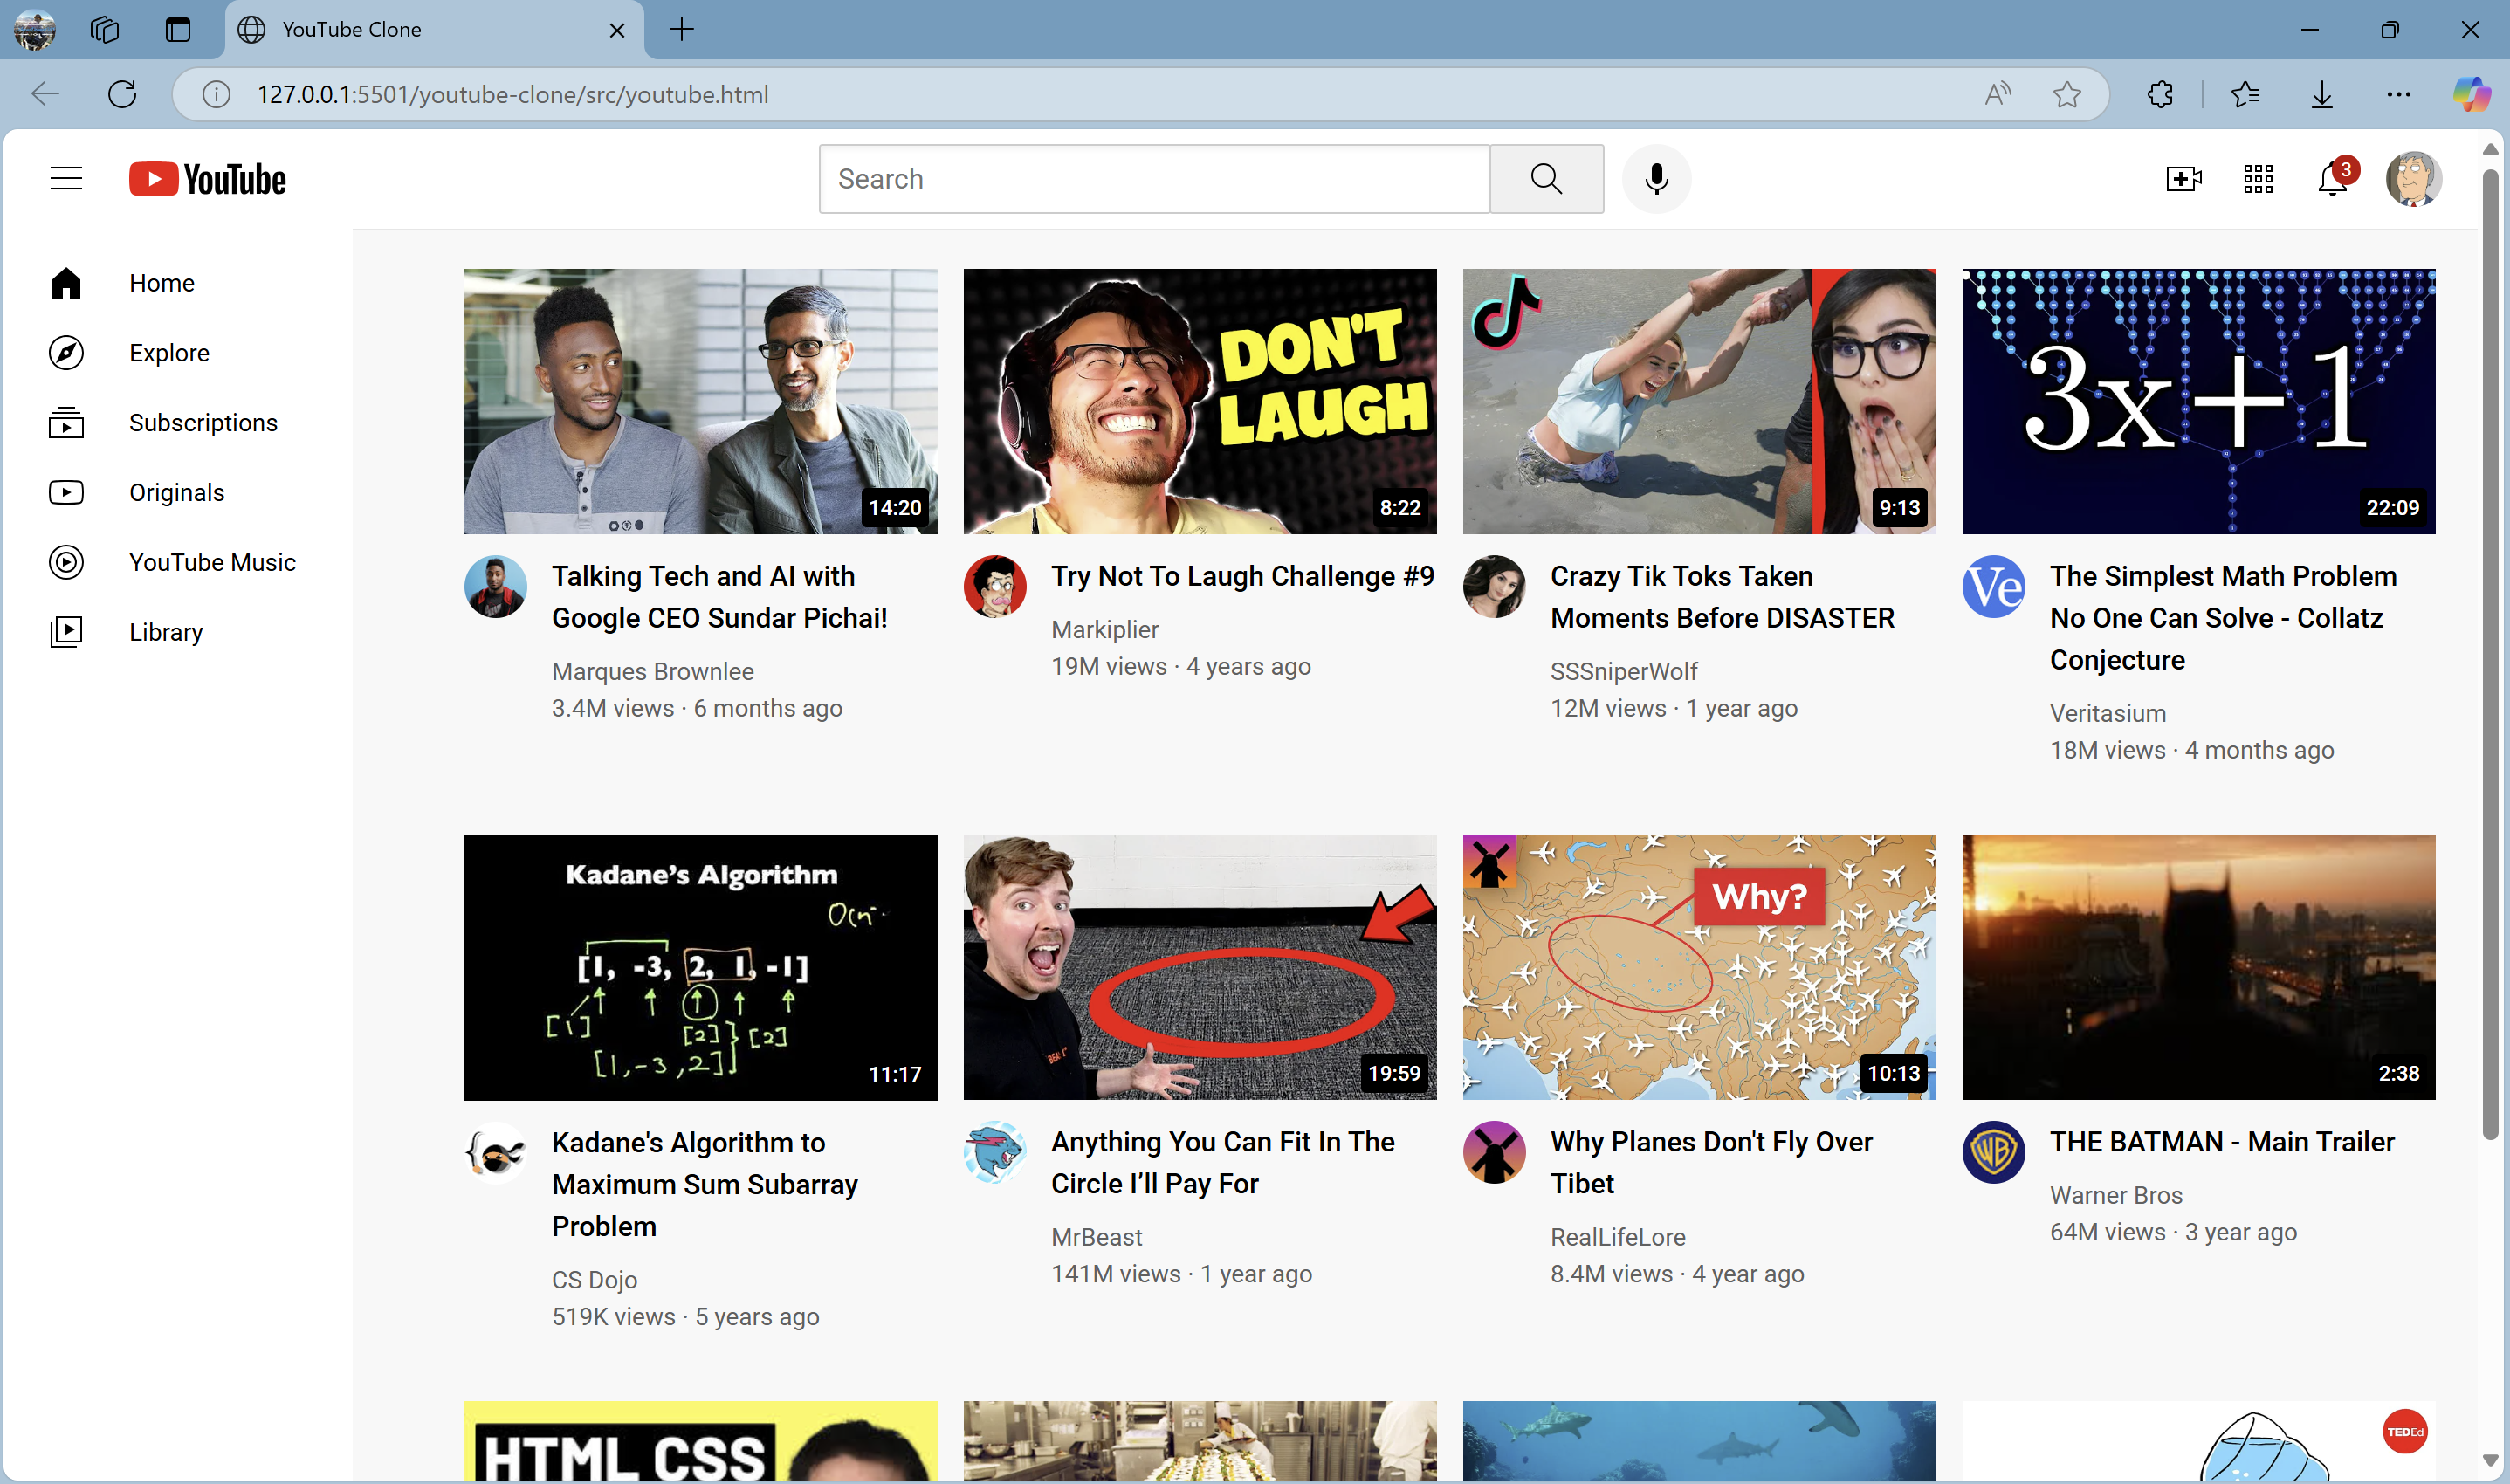 YouTube Clone
127.0.0.1:5501/youtube-clone/src/youtube.html
YouTube
Search
3
Home
Explore
Subscriptions
Originals
YouTube Music
Library
14:20
Talking Tech and AI with
Google CEO Sundar Pichai!
Marques Brownlee
3.4M views · 6 months ago
DON'T
LAUGH
8:22
Try Not To Laugh Challenge #9
Markiplier
19M views · 4 years ago
9:13
Crazy Tik Toks Taken
Moments Before DISASTER
SSSniperWolf
12M views · 1 year ago
3x+1
22:09
Ve
The Simplest Math Problem
No One Can Solve - Collatz
Conjecture
Veritasium
18M views · 4 months ago
Kadane's Algorithm
[1, -3, 2, 1, -1]
[1]
[2]
[2]
[1,-3,2]
11:17
Kadane's Algorithm to
Maximum Sum Subarray
Problem
CS Dojo
519K views · 5 years ago
19:59
Anything You Can Fit In The
Circle I’ll Pay For
MrBeast
141M views · 1 year ago
Why?
10:13
Why Planes Don't Fly Over
Tibet
RealLifeLore
8.4M views · 4 year ago
2:38
WB
THE BATMAN - Main Trailer
Warner Bros
64M views · 3 year ago
HTML CSS
TEDEd